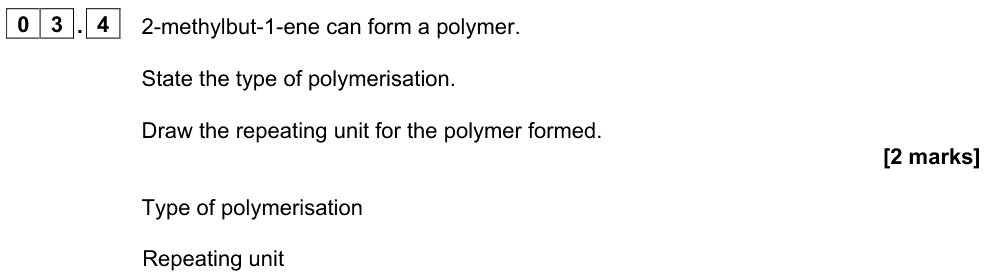 0 3 . 4 2-methylbut-1-ene can form a polymer.
State the type of polymerisation.
Draw the repeating unit for the polymer formed.
[2 marks]
Type of polymerisation
Repeating unit